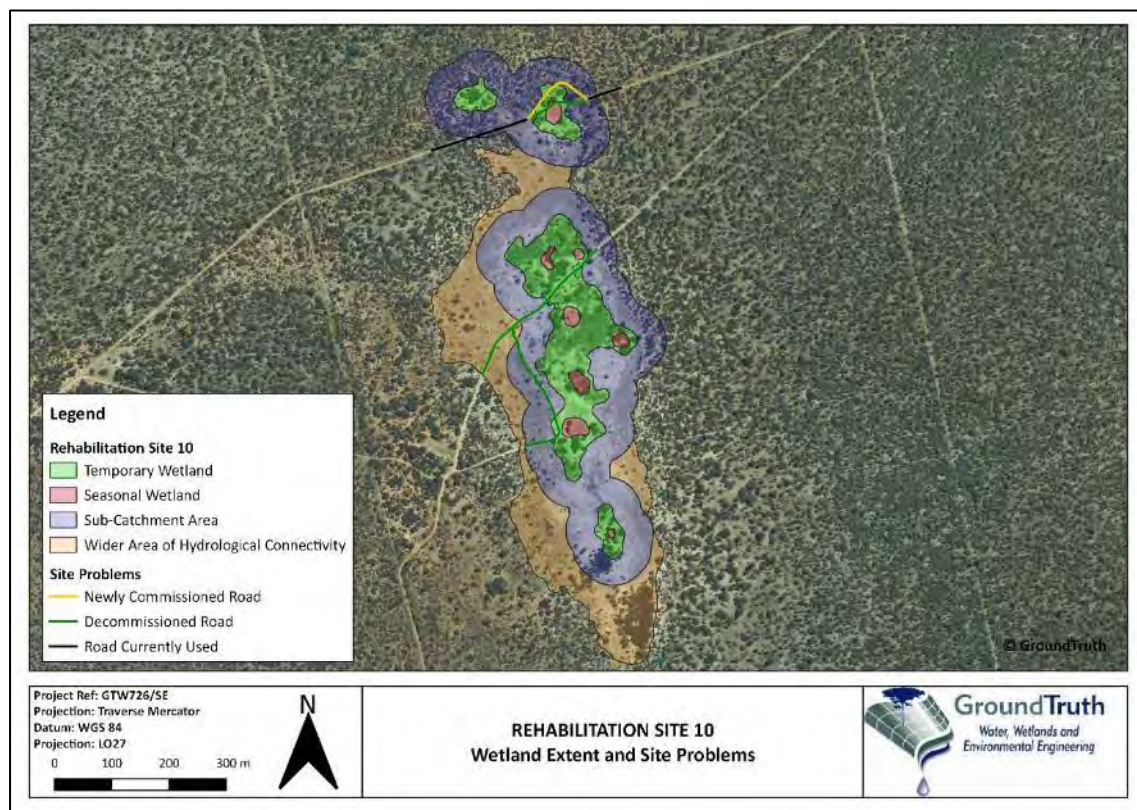 Legend
Rehabilitation Site 10
Temporary Wetland
Seasonal Wetland
Sub-Catchment Area
Wider Area of Hydrological Connectivity
Site Problems
Newly Commissioned Road
Decommissioned Road
Road Currently Used
© GroundTruth
Project Ref: GTW726/SE
Projection: Traverse Mercator
Datum: WGS 84
Projection: LO27
0 100 200 300 m
N
REHABILITATION SITE 10
Wetland Extent and Site Problems
GroundTruth
Water, Wetlands and
Environmental Engineering